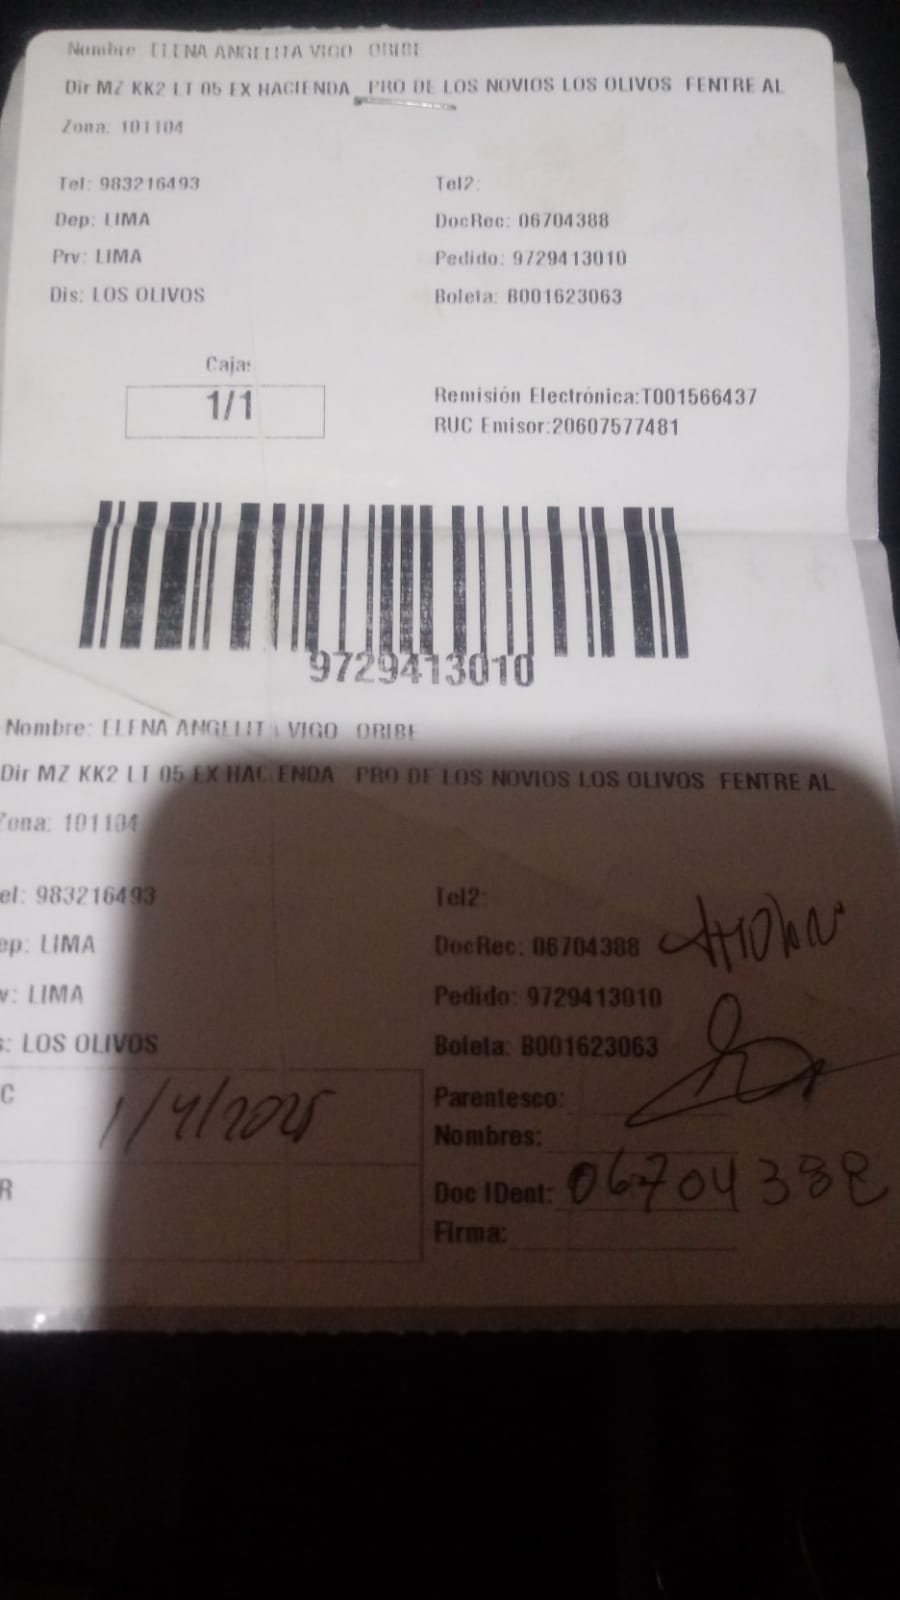 Nombre: ELENA ANGELITA VIGO ORIBE
Dir MZ KK2 LT 05 EX HACIENDA PRO DE LOS NOVIOS LOS OLIVOS FENTRE AL
Zona: 101104
Tel: 983216493 Tel2:
Dep: LIMA DocRec: 06704388
Prv: LIMA Pedido: 9729413010
Dis: LOS OLIVOS Boleta: B001623063
Caja:
1/1
Remisión Electrónica:T001566437
RUC Emisor:20607577481
9729413010
Nombre: ELENA ANGELIT VIGO ORIBE
Dir MZ KK2 LT 05 EX HACIENDA PRO DE LOS NOVIOS LOS OLIVOS FENTRE AL
Zona: 101104
el: 983216493 Tel2:
ep: LIMA DocRec: 06704388
v: LIMA Pedido: 9729413010
s: LOS OLIVOS Boleta: B001623063
C 1/4/2025 Parentesco:
Nombres:
R Doc IDent: 06704388
Firma: